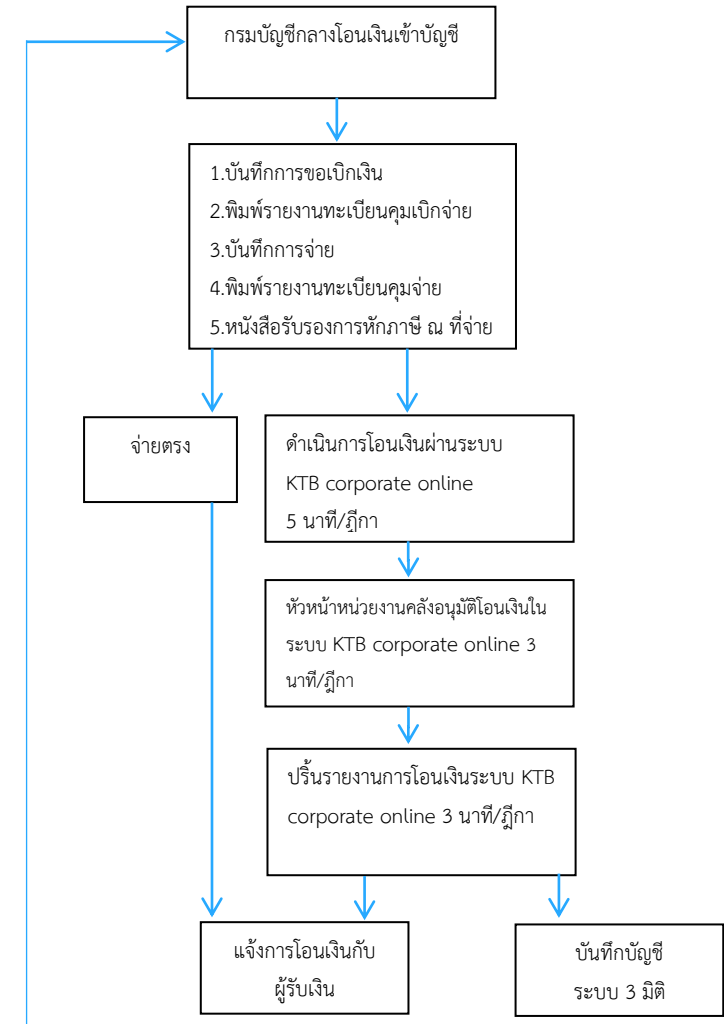 กรมบัญชีกลางโอนเงินเข้าบัญชี
1.บันทึกการขอเบิกเงิน
2.พิมพ์รายงานทะเบียนคุมเบิกจ่าย
3.บันทึกการจ่าย
4.พิมพ์รายงานทะเบียนคุมจ่าย
5.หนังสือรับรองการหักภาษี ณ ที่จ่าย
จ่ายตรง
ดำเนินการโอนเงินผ่านระบบ
KTB corporate online
5 นาที/ฎีกา
หัวหน้าหน่วยงานคลังอนุมัติโอนเงินใน
ระบบ KTB corporate online 3
นาที/ฎีกา
ปริ้นรายงานการโอนเงินระบบ KTB
corporate online 3 นาที/ฎีกา
แจ้งการโอนเงินกับ
ผู้รับเงิน
บันทึกบัญชี
ระบบ 3 มิติ